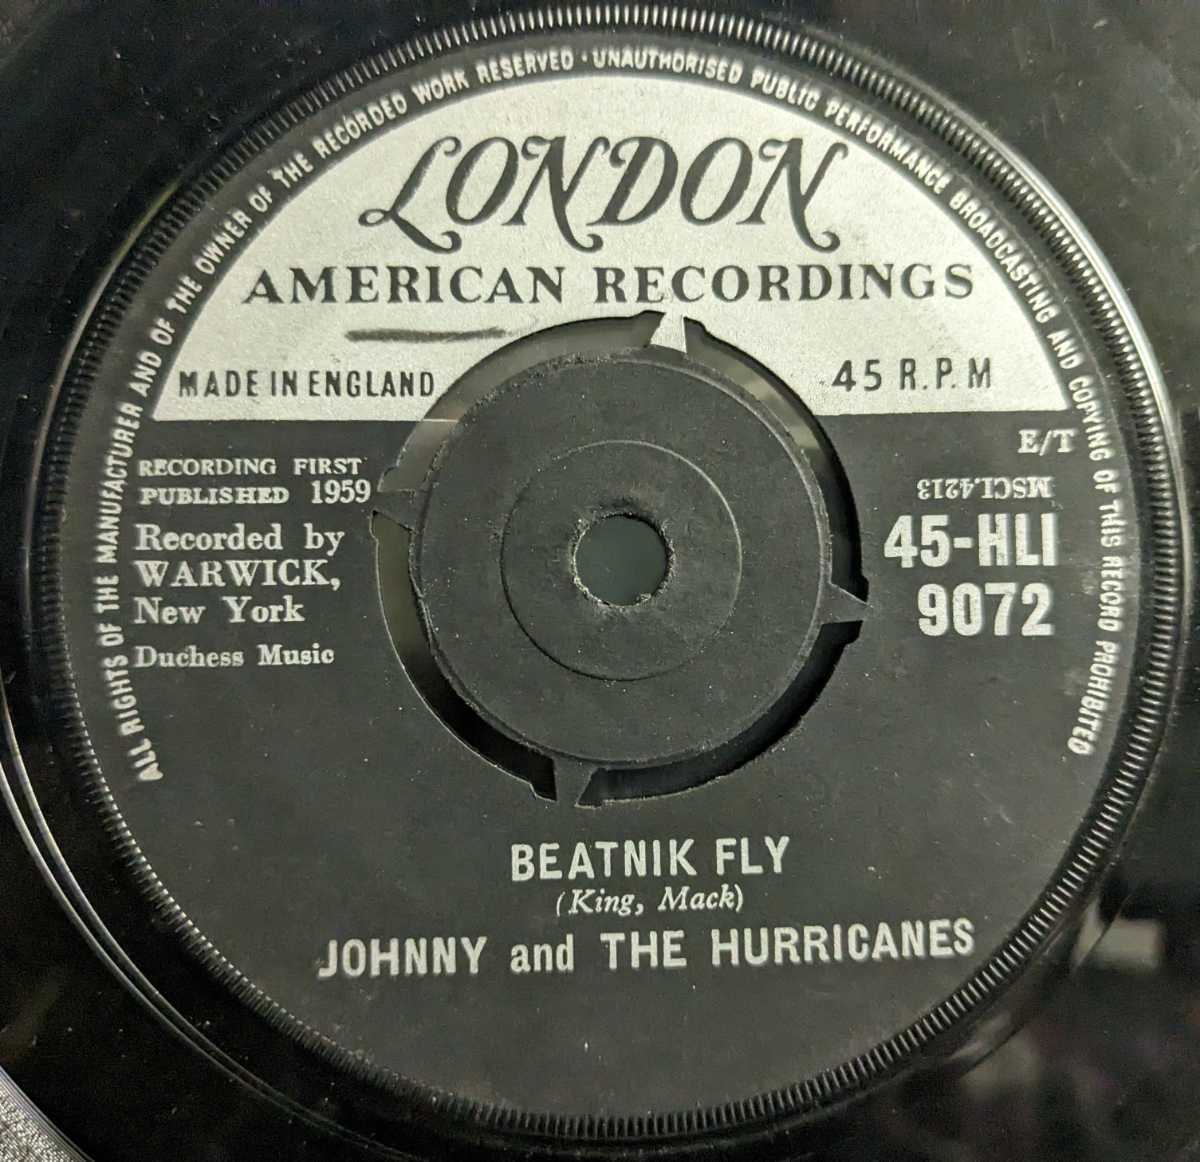 ALL RIGHTS OF THE MANUFACTURER AND OF THE OWNER OF THE RECORDED WORK RESERVED · UNAUTHORISED PUBLIC PERFORMANCE BROADCASTING AND COPYING OF THIS RECORD PROHIBITED
LONDON
AMERICAN RECORDINGS
MADE IN ENGLAND
45 R.P.M
E/T
RECORDING FIRST
PUBLISHED 1959
MSCI.4213
Recorded by
WARWICK,
New York
45-HLI
9072
Duchess Music
BEATNIK FLY
(King, Mack)
JOHNNY and THE HURRICANES